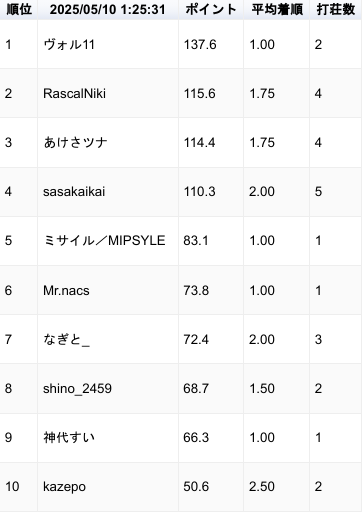 順位 2025/05/10 1:25:31 ポイント 平均着順 打荘数
1 ヴォル11 137.6 1.00 2
2 RascalNiki 115.6 1.75 4
3 あけさツナ 114.4 1.75 4
4 sasakaikai 110.3 2.00 5
5 ミサイル／MIPSYLE 83.1 1.00 1
6 Mr.nacs 73.8 1.00 1
7 なぎと_ 72.4 2.00 3
8 shino_2459 68.7 1.50 2
9 神代すい 66.3 1.00 1
10 kazepo 50.6 2.50 2